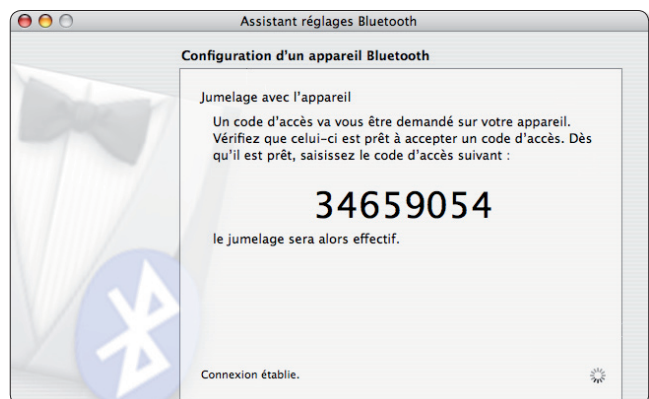 Assistant réglages Bluetooth
Configuration d'un appareil Bluetooth
Jumelage avec l'appareil
Un code d'accès va vous être demandé sur votre appareil.
Vérifiez que celui-ci est prêt à accepter un code d'accès. Dès
qu'il est prêt, saisissez le code d'accès suivant :
34659054
le jumelage sera alors effectif.
Connexion établie.